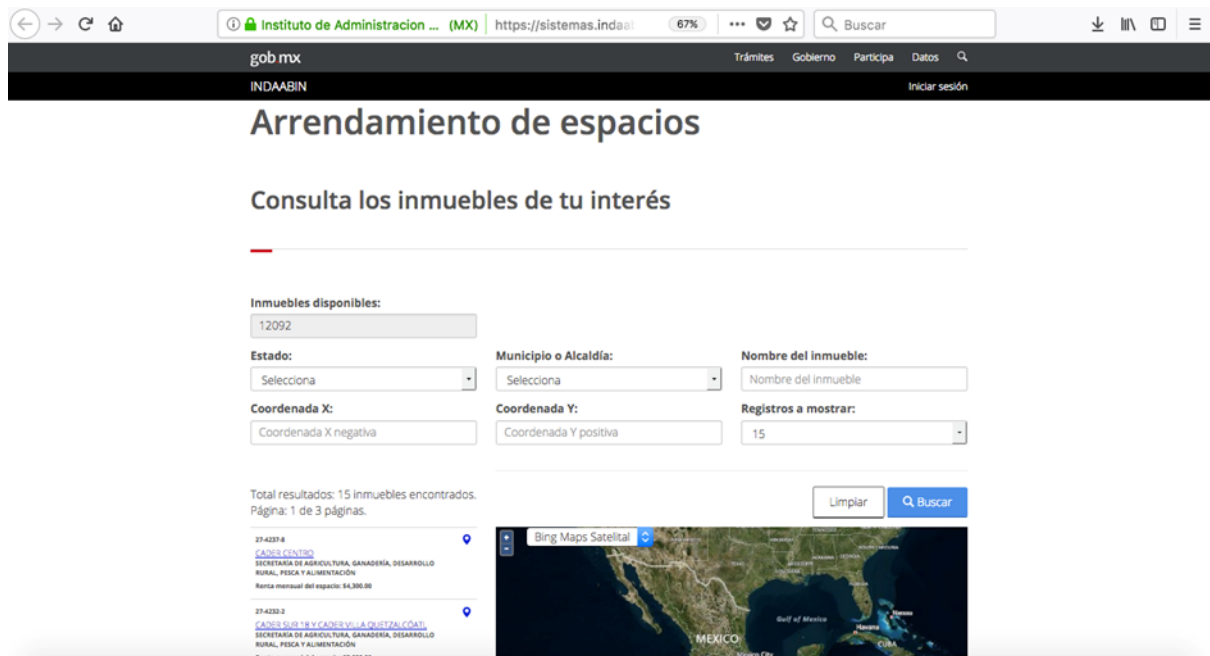 Instituto de Administracion ... (MX) https://sistemas.indaa 67% ... Buscar
gob.mx Trámites Gobierno Participa Datos
INDAABIN Iniciar sesión
Arrendamiento de espacios
Consulta los inmuebles de tu interés
Inmuebles disponibles:
12092
Estado: Municipio o Alcaldía: Nombre del inmueble:
Selecciona Selecciona Nombre del inmueble
Coordenada X: Coordenada Y: Registros a mostrar:
Coordenada X negativa Coordenada Y positiva 15
Total resultados: 15 inmuebles encontrados.
Página: 1 de 3 páginas.
Limpiar Buscar
27-4237-8
CADER CENTRO
SECRETARÍA DE AGRICULTURA, GANADERÍA, DESARROLLO
RURAL, PESCA Y ALIMENTACIÓN
Renta mensual del espacio: $4,300.00
27-4232-2
CADER SUR 18 Y CADER VILLA QUETZALCÓATL
SECRETARÍA DE AGRICULTURA, GANADERÍA, DESARROLLO
RURAL, PESCA Y ALIMENTACIÓN
+ Bing Maps Satelital
-
Gulf of Mexico
Nassau
Havana
MEXICO
CUBA
Mexico City